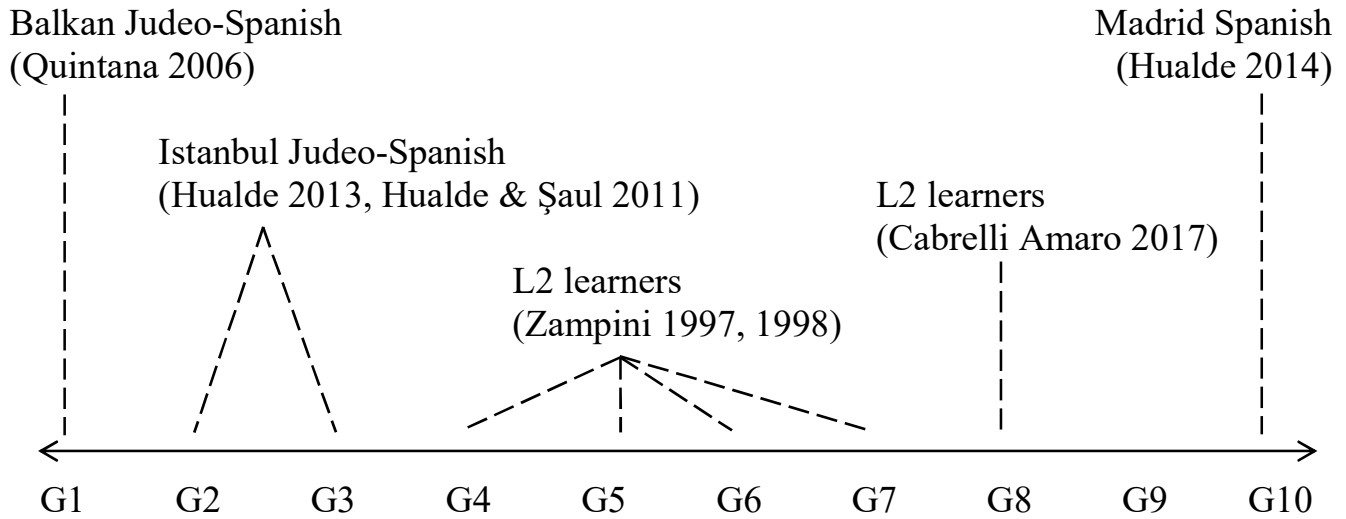 Balkan Judeo-Spanish
(Quintana 2006)
Madrid Spanish
(Hualde 2014)
Istanbul Judeo-Spanish
(Hualde 2013, Hualde & Şaul 2011)
L2 learners
(Cabrelli Amaro 2017)
L2 learners
(Zampini 1997, 1998)
G1 G2 G3 G4 G5 G6 G7 G8 G9 G10